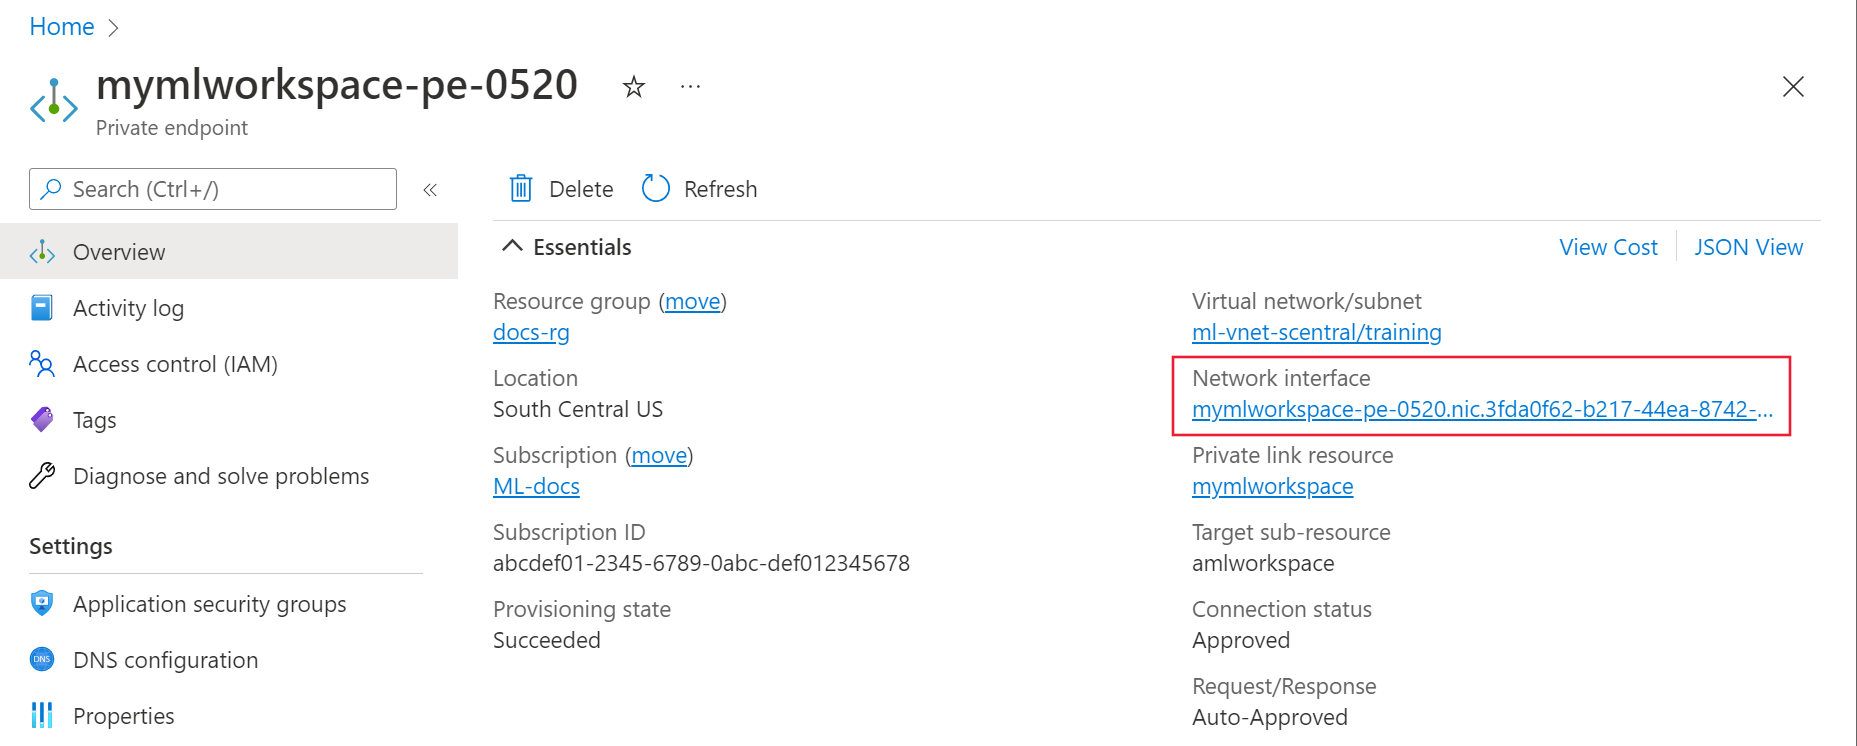 Home
mymlworkspace-pe-0520
Private endpoint
Search (Ctrl+/)
Overview
Activity log
Access control (IAM)
Tags
Diagnose and solve problems
Settings
Application security groups
DNS
DNS configuration
Properties
Delete
Refresh
Essentials
View Cost
JSON View
Resource group (move)
docs-rg
Location
South Central US
Subscription (move)
ML-docs
Subscription ID
abcdef01-2345-6789-0abc-def012345678
Provisioning state
Succeeded
Virtual network/subnet
ml-vnet-scentral/training
Network interface
mymlworkspace-pe-0520.nic.3fda0f62-b217-44ea-8742-...
Private link resource
mymlworkspace
Target sub-resource
amlworkspace
Connection status
Approved
Request/Response
Auto-Approved